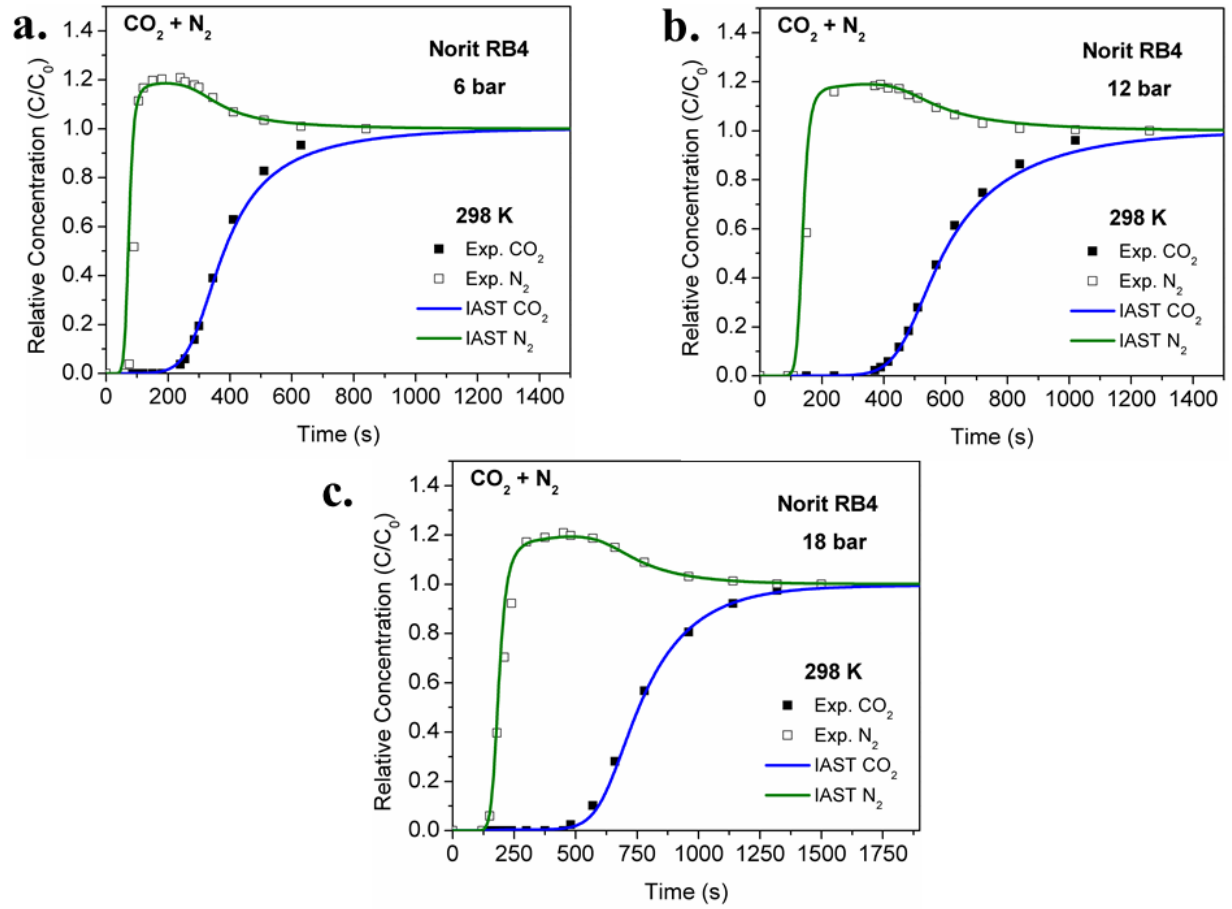 a.
CO₂ + N₂
Norit RB4
6 bar
298 K
Exp. CO₂
Exp. N₂
IAST CO₂
IAST N₂
Relative Concentration (C/C₀)
1.4
1.2
1.0
0.8
0.6
0.4
0.2
0.0
0 200 400 600 800 1000 1200 1400
Time (s)
b.
CO₂ + N₂
Norit RB4
12 bar
298 K
Exp. CO₂
Exp. N₂
IAST CO₂
IAST N₂
Relative Concentration (C/C₀)
1.4
1.2
1.0
0.8
0.6
0.4
0.2
0.0
0 200 400 600 800 1000 1200 1400
Time (s)
c.
CO₂ + N₂
Norit RB4
18 bar
298 K
Exp. CO₂
Exp. N₂
IAST CO₂
IAST N₂
Relative Concentration (C/C₀)
1.4
1.2
1.0
0.8
0.6
0.4
0.2
0.0
0 250 500 750 1000 1250 1500 1750
Time (s)